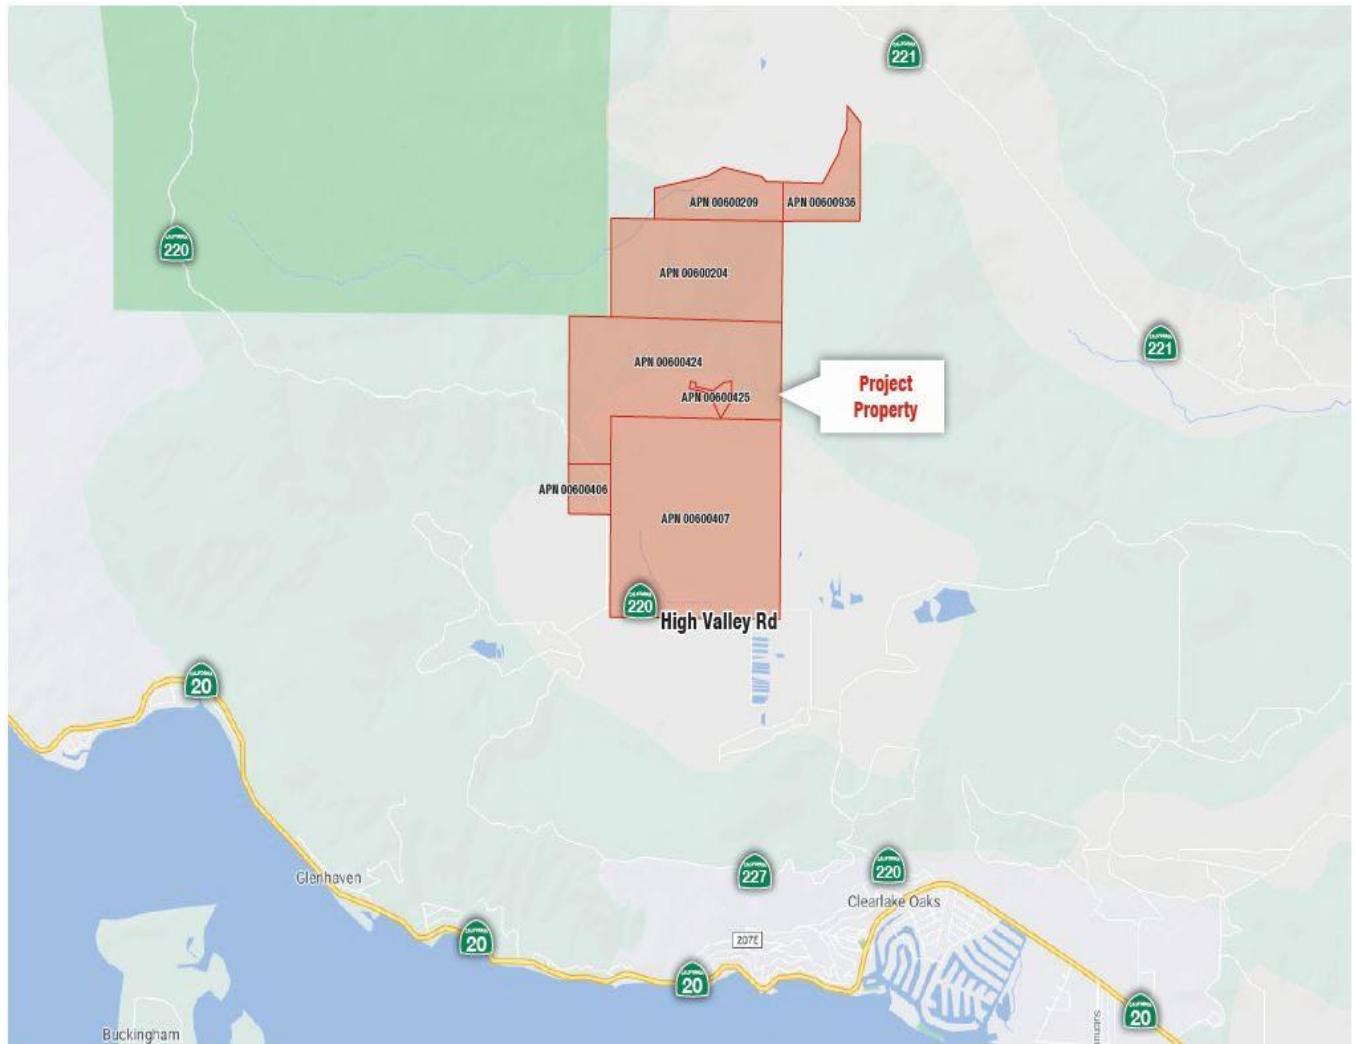 221
APN 00600209
APN 00600936
220
APN 00600204
221
APN 00600424
Project
Property
APN 00600425
APN 00600406
APN 00600407
220
High Valley Rd
20
227
220
Glenhaven
Clearlake Oaks
20
207E
20
20
Buckingham